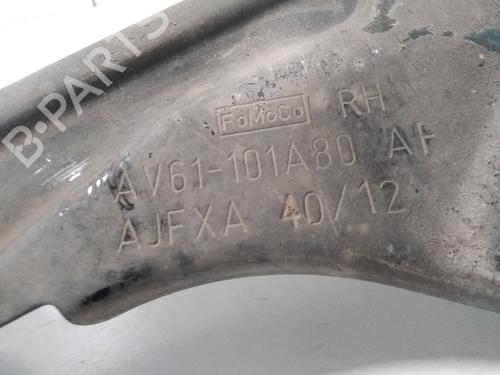 B-PARTS
FoMoCo RH
AV61-101A80 AF
AJFXA 40/12